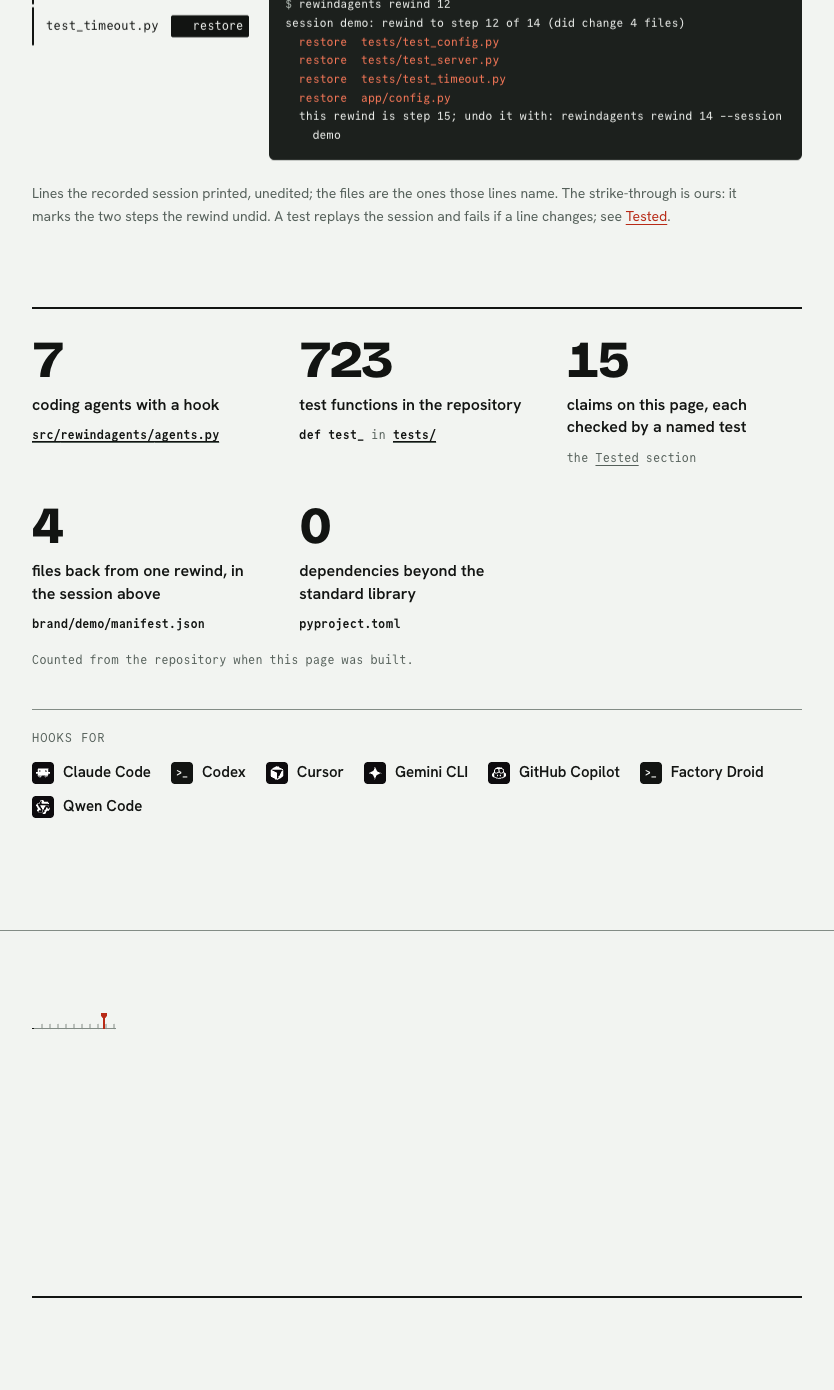 test_timeout.py restore
$ rewindagents rewind 12
session demo: rewind to step 12 of 14 (did change 4 files)
restore tests/test_config.py
restore tests/test_server.py
restore tests/test_timeout.py
restore app/config.py
this rewind is step 15; undo it with: rewindagents rewind 14 --session
demo
Lines the recorded session printed, unedited; the files are the ones those lines name. The strike-through is ours: it
marks the two steps the rewind undid. A test replays the session and fails if a line changes; see Tested.
7
coding agents with a hook
src/rewindagents/agents.py
723
test functions in the repository
def test_ in tests/
15
claims on this page, each
checked by a named test
the Tested section
4
files back from one rewind, in
the session above
brand/demo/manifest.json
0
dependencies beyond the
standard library
pyproject.toml
Counted from the repository when this page was built.
HOOKS FOR
Claude Code >_ Codex Cursor Gemini CLI GitHub Copilot >_ Factory Droid
Qwen Code